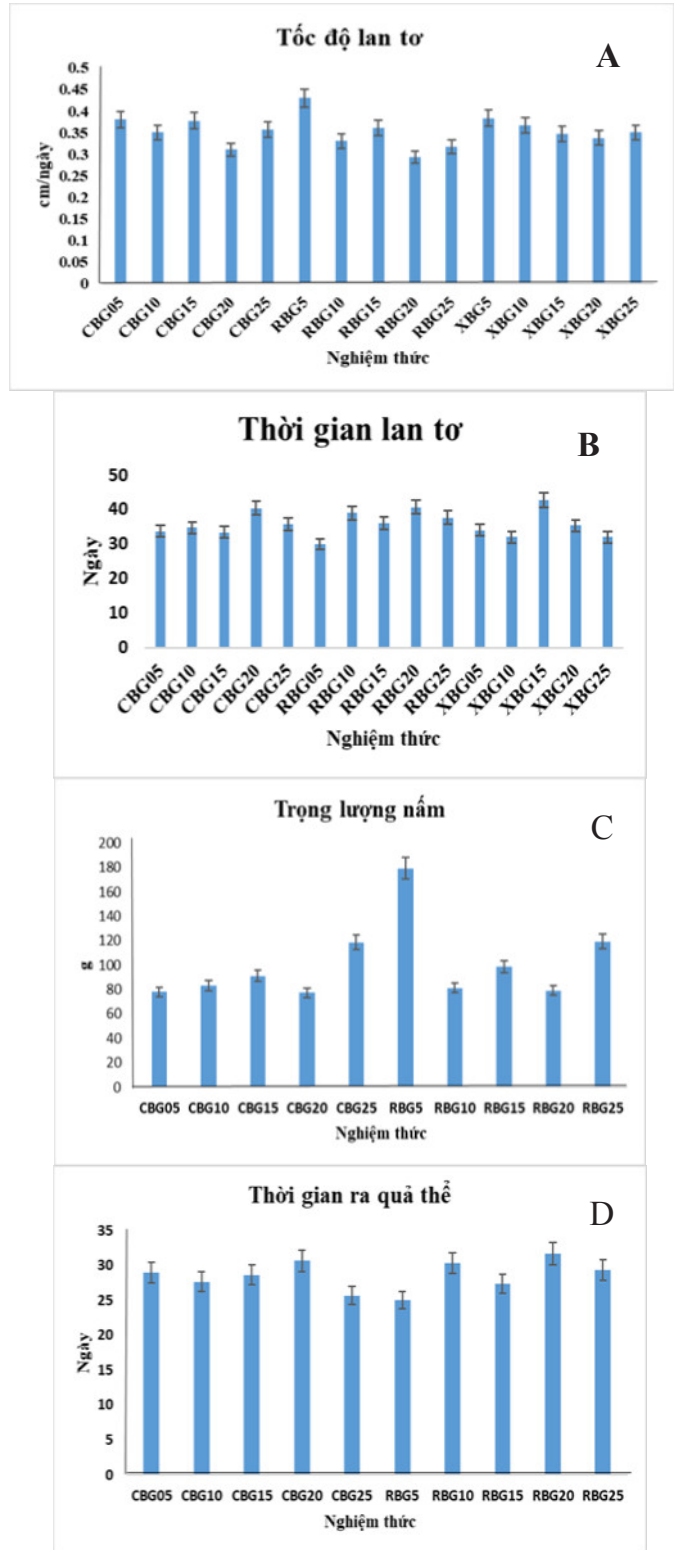 Tốc độ lan tơ
A
cm/ngày
0.5
0.45
0.4
0.35
0.3
0.25
0.2
0.15
0.1
0.05
0
CBG05 CBG10 CBG15 CBG20 CBG25 RBG5 RBG10 RBG15 RBG20 RBG25 XBG5 XBG10 XBG15 XBG20 XBG25
Nghiệm thức
Thời gian lan tơ
B
Ngày
50
40
30
20
10
0
CBG05 CBG10 CBG15 CBG20 CBG25 RBG05 RBG10 RBG15 RBG20 RBG25 XBG05 XBG10 XBG15 XBG20 XBG25
Nghiệm thức
Trọng lượng nấm
C
g
200
180
160
140
120
100
80
60
40
20
0
CBG05 CBG10 CBG15 CBG20 CBG25 RBG5 RBG10 RBG15 RBG20 RBG25
Nghiệm thức
Thời gian ra quả thể
D
Ngày
35
30
25
20
15
10
5
0
CBG05 CBG10 CBG15 CBG20 CBG25 RBG5 RBG10 RBG15 RBG20 RBG25
Nghiệm thức